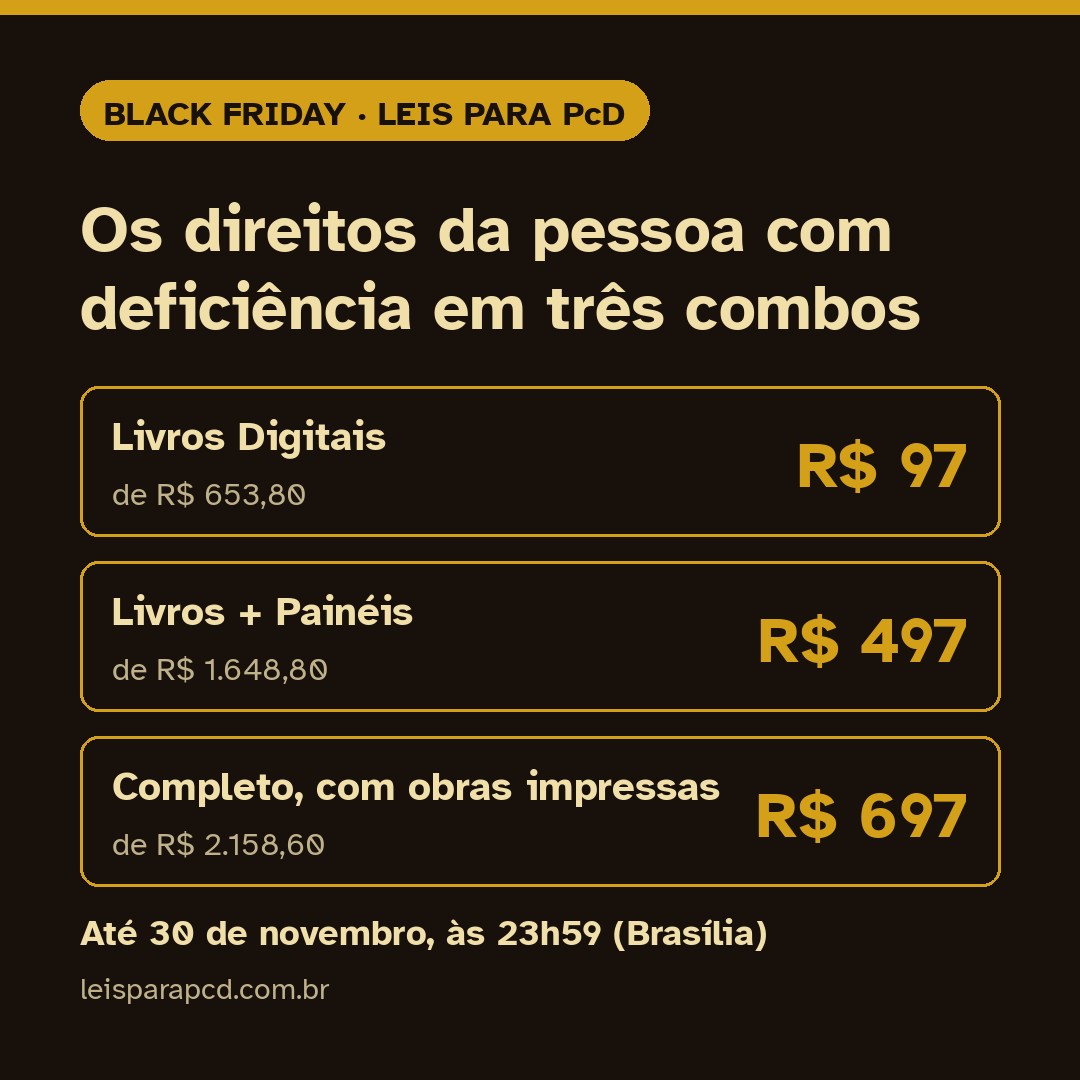 BLACK FRIDAY · LEIS PARA PcD
Os direitos da pessoa com
deficiência em três combos
Livros Digitais
de R$ 653,80
R$ 97
Livros + Painéis
de R$ 1.648,80
R$ 497
Completo, com obras impressas
de R$ 2.158,60
R$ 697
Até 30 de novembro, às 23h59 (Brasília)
leisparapcd.com.br